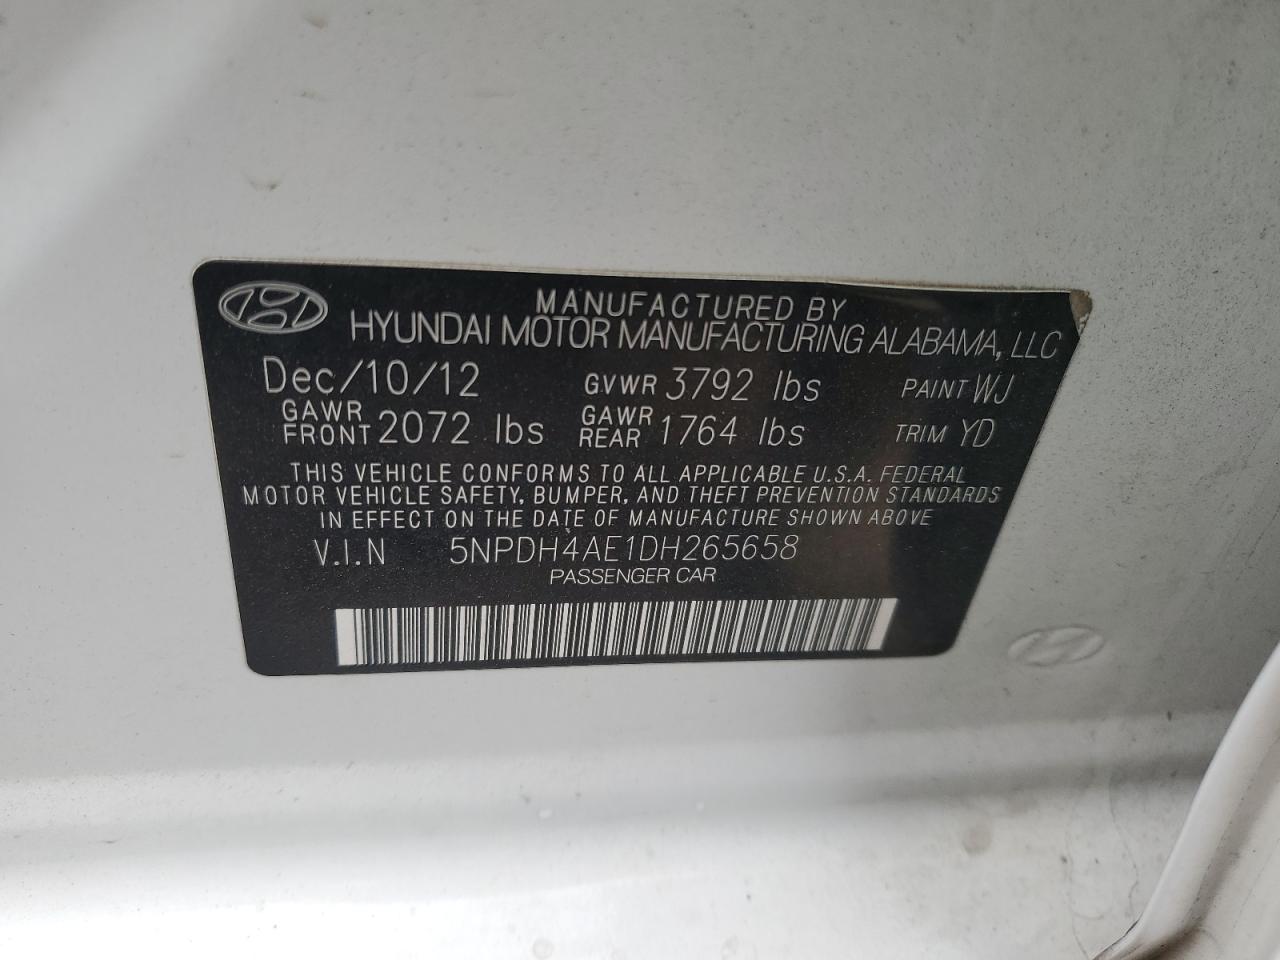 MANUFACTURED BY
HYUNDAI MOTOR MANUFACTURING ALABAMA, LLC
Dec/10/12 GVWR 3792 lbs PAINT WJ
GAWR FRONT 2072 lbs GAWR REAR 1764 lbs TRIM YD
THIS VEHICLE CONFORMS TO ALL APPLICABLE U.S.A. FEDERAL
MOTOR VEHICLE SAFETY, BUMPER, AND THEFT PREVENTION STANDARDS
IN EFFECT ON THE DATE OF MANUFACTURE SHOWN ABOVE
V.I.N 5NPDH4AE1DH265658
PASSENGER CAR